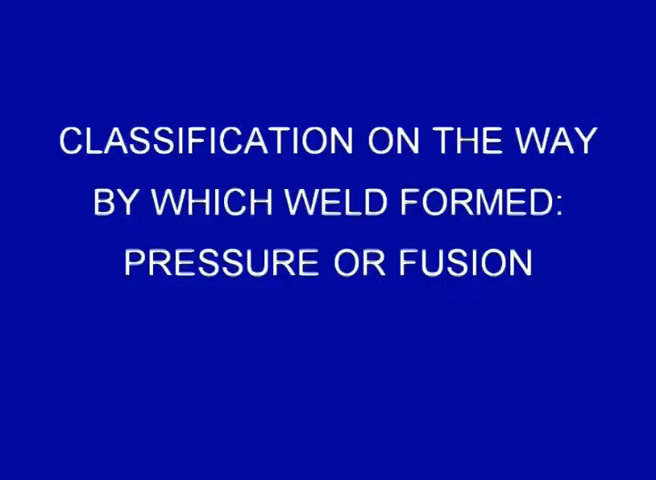 CLASSIFICATION ON THE WAY
BY WHICH WELD FORMED:
PRESSURE OR FUSION